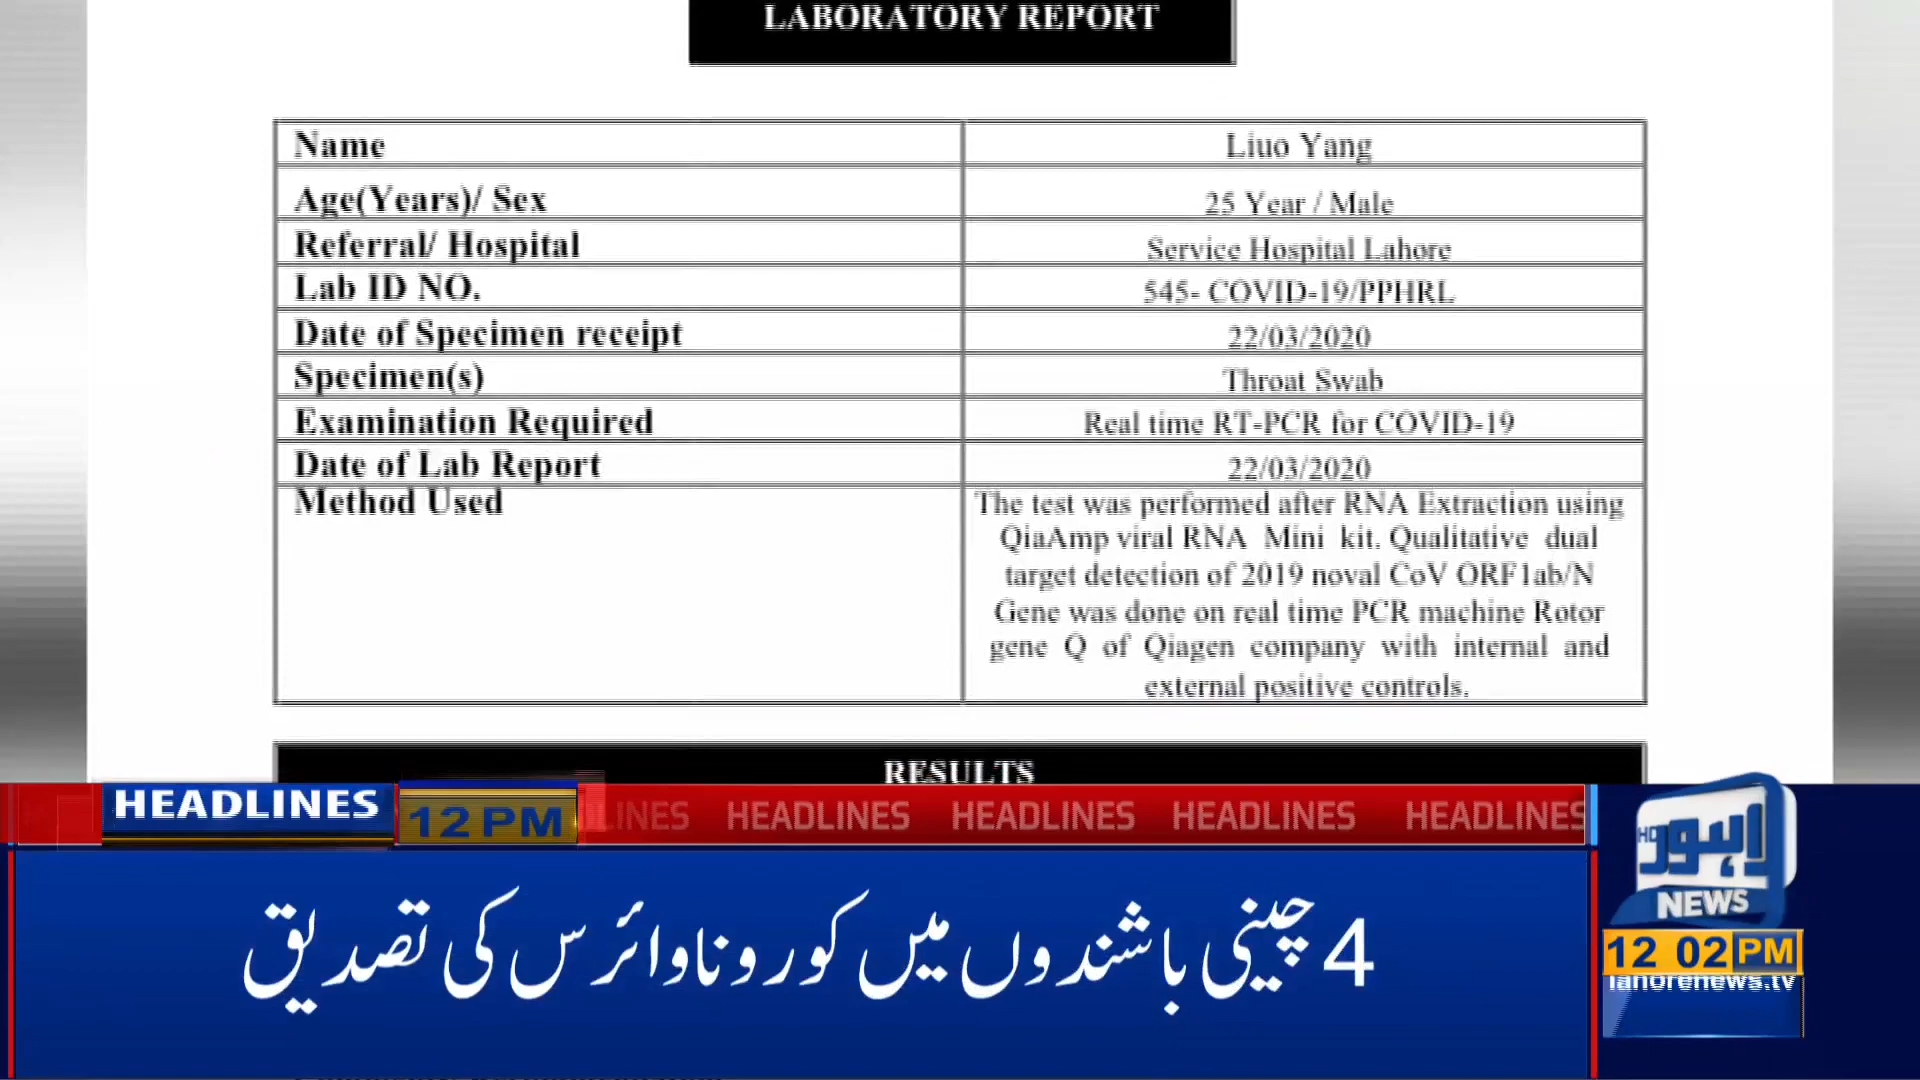 LABORATORY REPORT
Name Liuo Yang
Age(Years)/ Sex 25 Year / Male
Referral/ Hospital Service Hospital Lahore
Lab ID NO. 545- COVID-19/PPHRL
Date of Specimen receipt 22/03/2020
Specimen(s) Throat Swab
Examination Required Real time RT-PCR for COVID-19
Date of Lab Report 22/03/2020
Method Used The test was performed after RNA Extraction using
QiaAmp viral RNA Mini kit. Qualitative dual
target detection of 2019 noval CoV ORF1ab/N
Gene was done on real time PCR machine Rotor
gene Q of Qiagen company with internal and
external positive controls.
RESULTS
HEADLINES 12 PM LINES HEADLINES HEADLINES HEADLINES HEADLINES
4 چینی باشندوں میں کورونا وائرس کی تصدیق
لاہور HD
NEWS
12 02 PM
lahorenews.tv